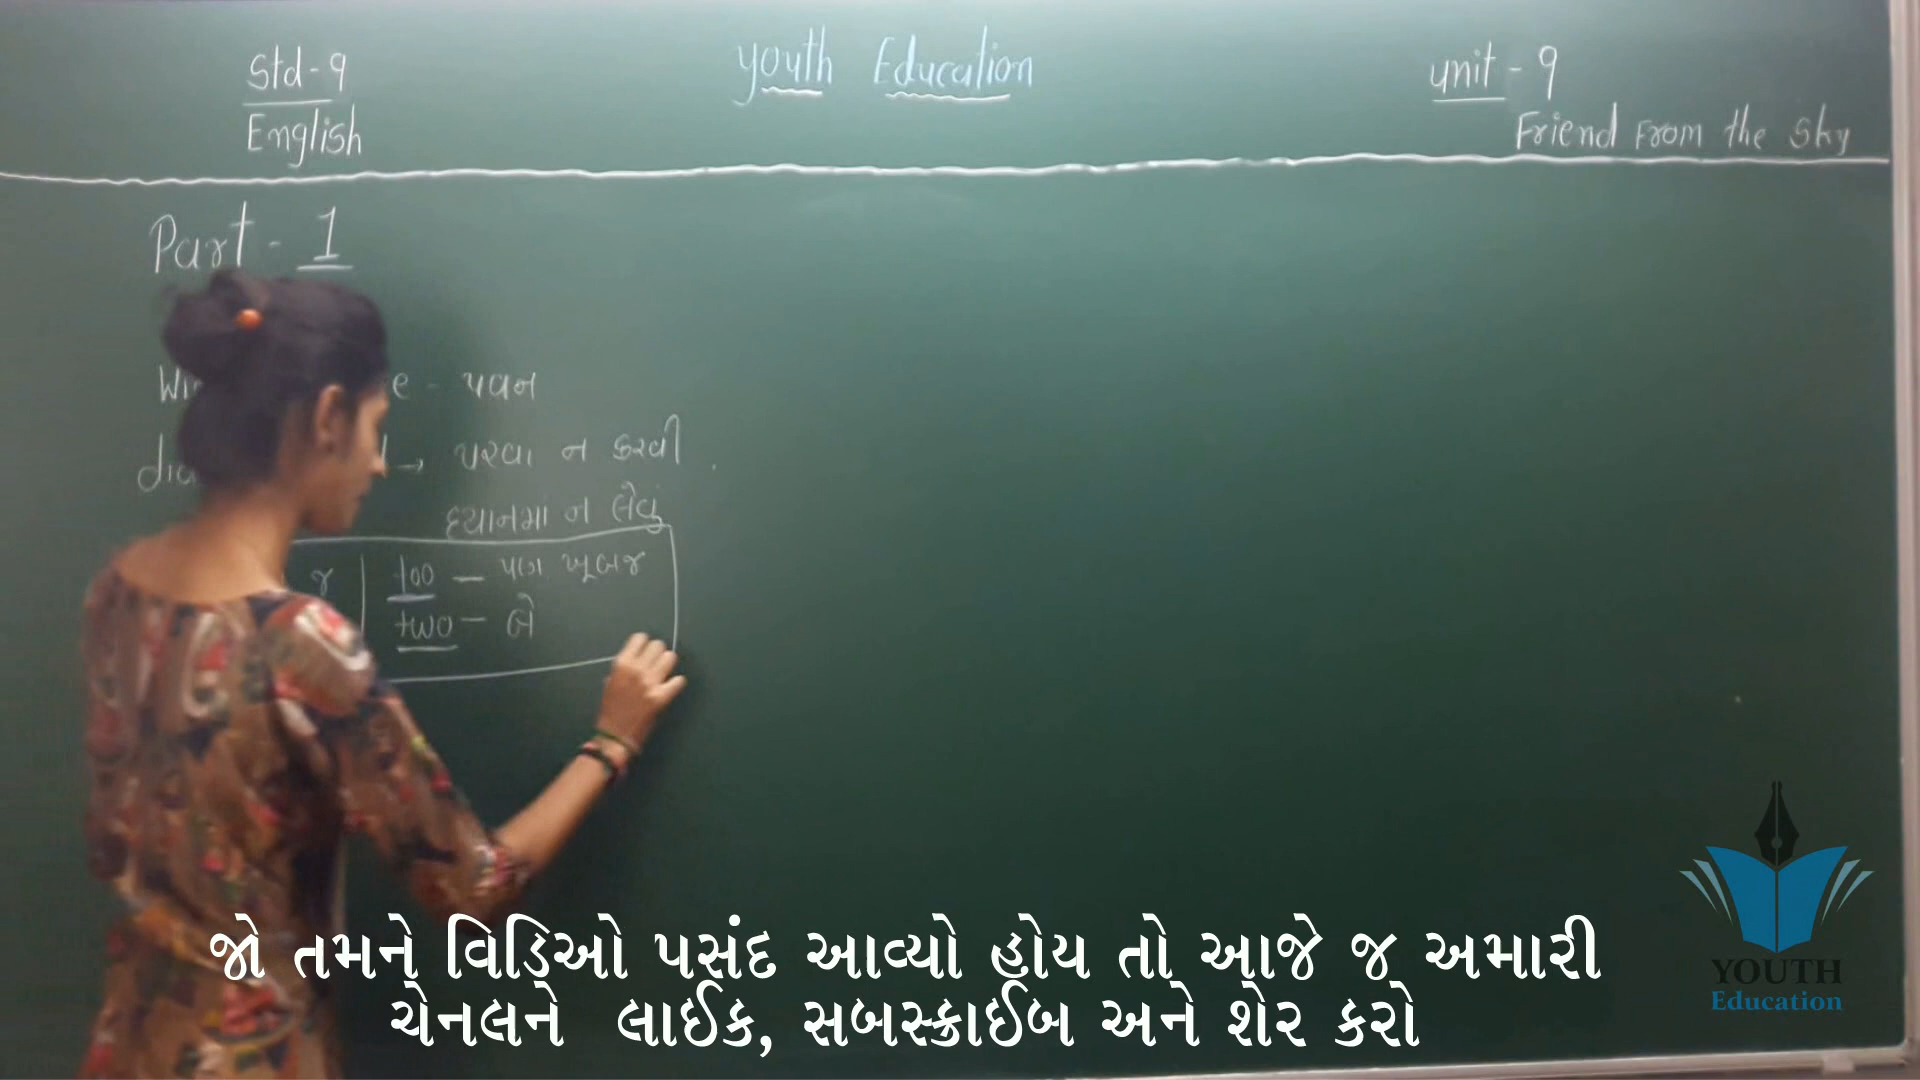 Std-9
English
Youth Education
Unit-9
Friend From the Sky
Part-1
- પવન
→ પરવા ન કરવી.
ધ્યાનમાં ન લેવું
too — પણ ખૂબજ
two — બે
જો તમને વિડિઓ પસંદ આવ્યો હોય તો આજે જ અમારી
ચેનલને લાઈક, સબસ્ક્રાઈબ અને શેર કરો
YOUTH
Education